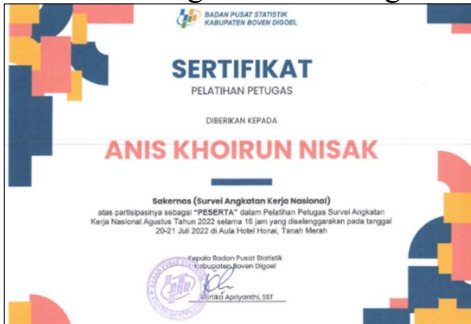 BADAN PUSAT STATISTIK
KABUPATEN BOVEN DIGOEL
SERTIFIKAT
PELATIHAN PETUGAS
DIBERIKAN KEPADA
ANIS KHOIRUN NISAK
Sakernas (Survei Angkatan Kerja Nasional)
atas partisipasinya sebagai "PESERTA" dalam Pelatihan Petugas Survei Angkatan
Kerja Nasional Agustus Tahun 2022 selama 16 jam yang diselenggarakan pada tanggal
20-21 Juli 2022 di Aula Hotel Honai, Tanah Merah
Kepala Badan Pusat Statistik
Kabupaten Boven Digoel
Apriyanthi, SST